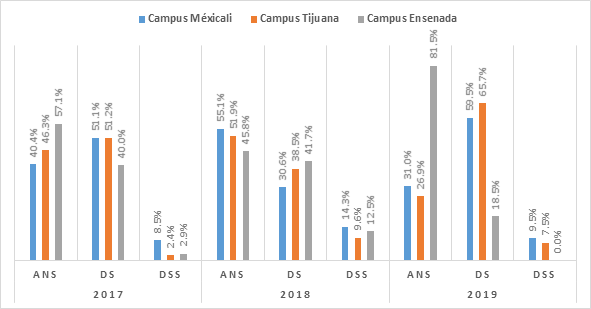 Campus Méxicali Campus Tijuana Campus Ensenada
40.4% 46.3% 57.1% 51.1% 51.2% 40.0% 8.5% 2.4% 2.9% 55.1% 51.9% 45.8% 30.6% 38.5% 41.7% 14.3% 9.6% 12.5% 31.0% 26.9% 81.5% 59.5% 65.7% 18.5% 9.5% 7.5% 0.0%
ANS DS DSS ANS DS DSS ANS DS DSS
2017 2018 2019